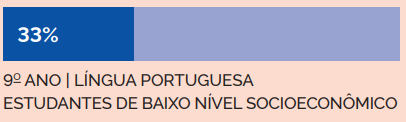 33%
9º ANO | LÍNGUA PORTUGUESA
ESTUDANTES DE BAIXO NÍVEL SOCIOECONÔMICO